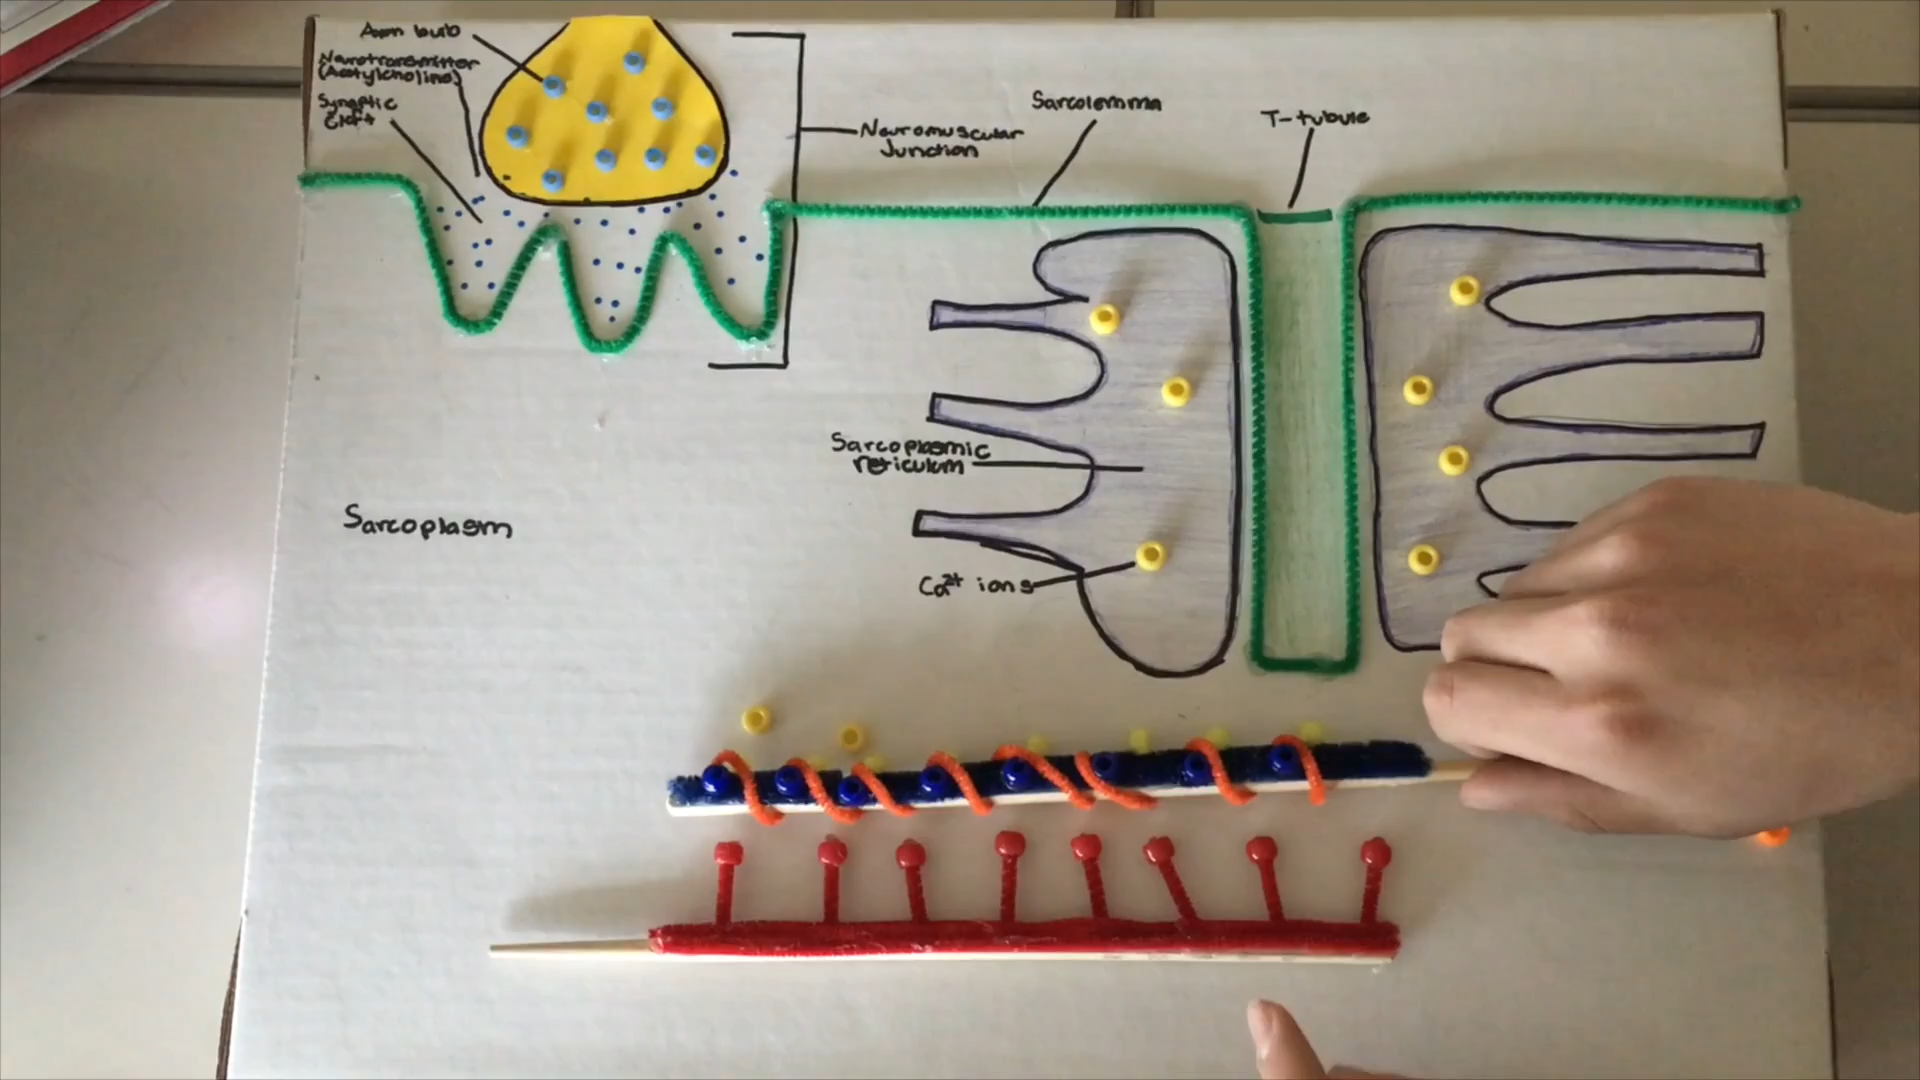 Axon bulb
Neurotransmitter
(Acetylcholine)
Synaptic
Cleft
Neuromuscular
Junction
Sarcolemma
T-tubule
Sarcoplasmic
reticulum
Ca²⁺ ions
Sarcoplasm